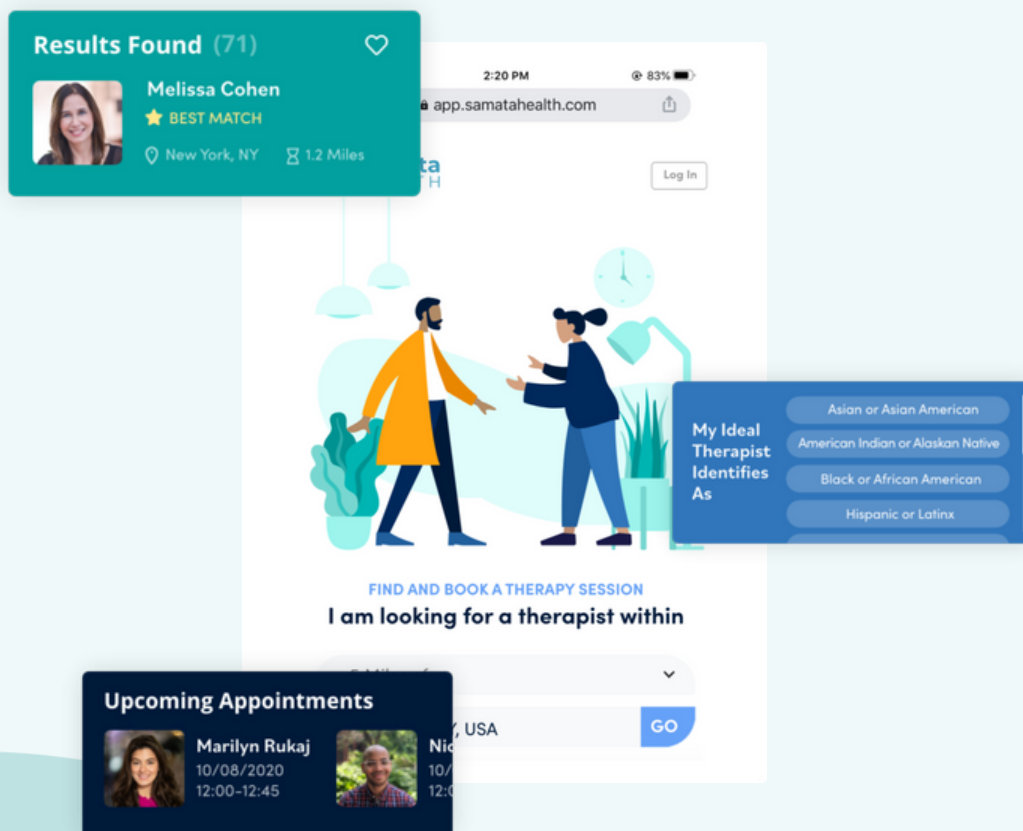 Results Found (71)
Melissa Cohen
BEST MATCH
New York, NY 1.2 Miles
2:20 PM
83%
app.samatahealth.com
Log In
My Ideal
Therapist
Identifies
As
Asian or Asian American
American Indian or Alaskan Native
Black or African American
Hispanic or Latinx
FIND AND BOOK A THERAPY SESSION
I am looking for a therapist within
, USA
GO
Upcoming Appointments
Marilyn Rukaj
10/08/2020
12:00-12:45